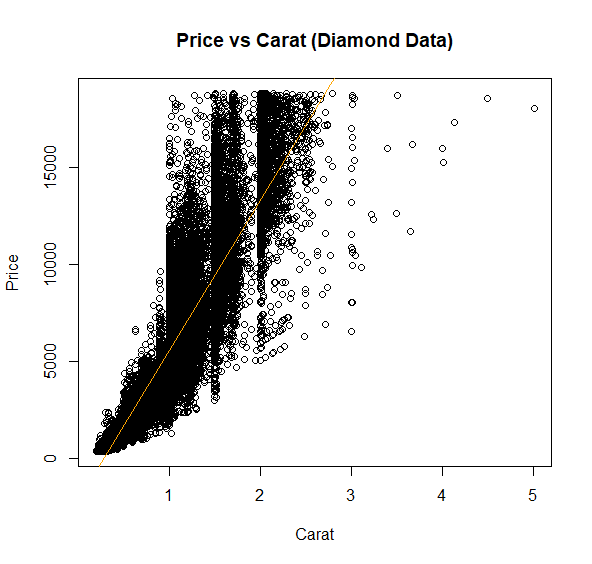 Price vs Carat (Diamond Data)
Price
15000
10000
5000
0
1 2 3 4 5
Carat